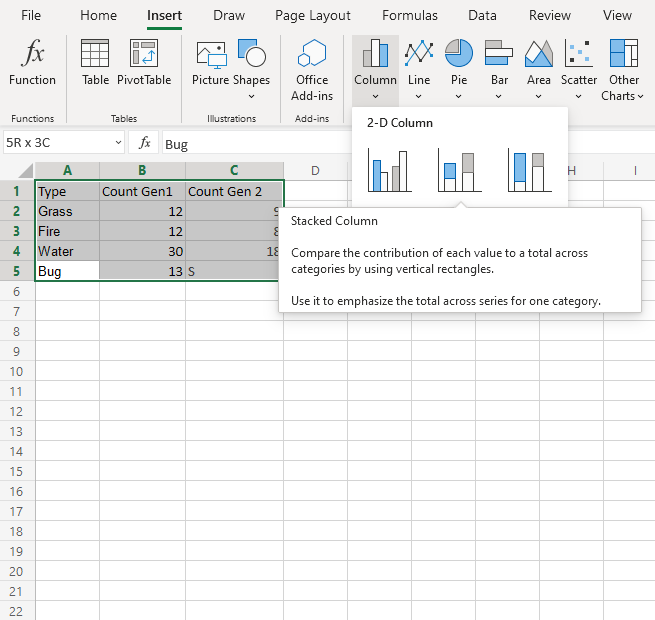 File Home Insert Draw Page Layout Formulas Data Review View
Function Table PivotTable Picture Shapes Office Add-ins Column Line Pie Bar Area Scatter Other Charts
Functions Tables Illustrations Add-ins
2-D Column
5R x 3C fx Bug
A B C D H I
1 Type Count Gen1 Count Gen 2
2 Grass 12
3 Fire 12 8
4 Water 30 18
5 Bug 13 S
Stacked Column
Compare the contribution of each value to a total across
categories by using vertical rectangles.
Use it to emphasize the total across series for one category.
6
7
8
9
10
11
12
13
14
15
16
17
18
19
20
21
22